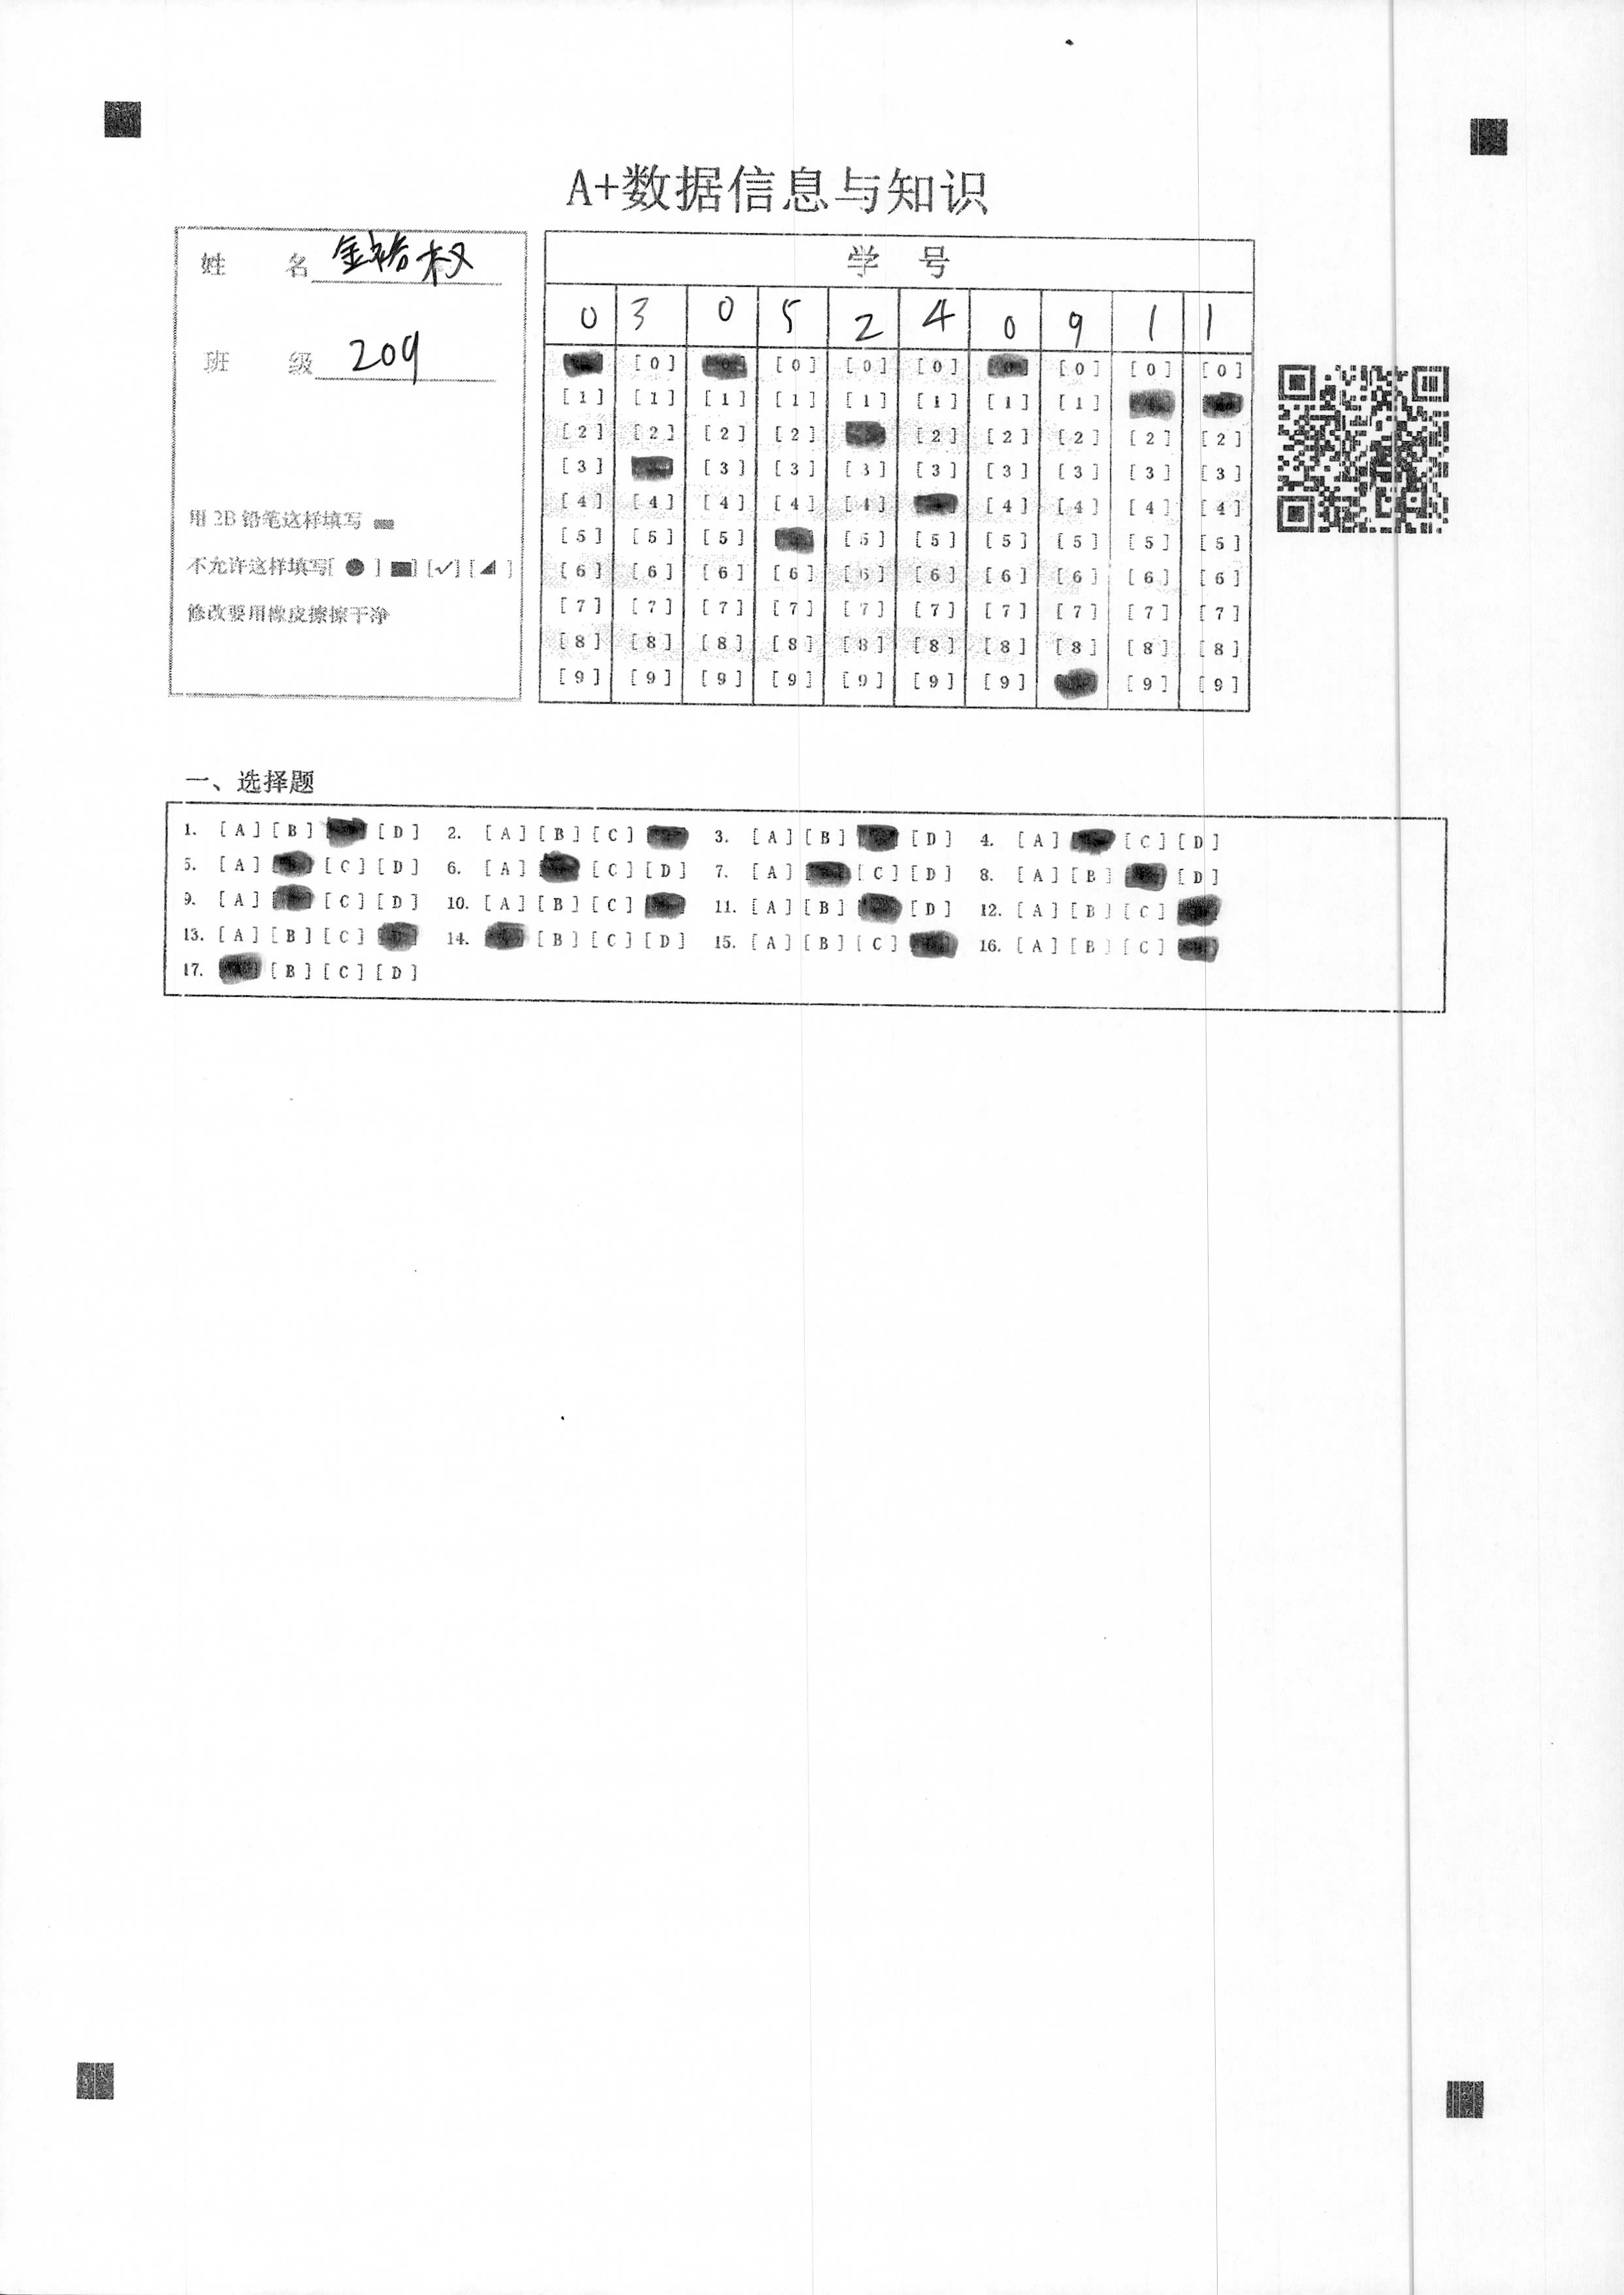 A+数据信息与知识
姓 名 金裕权
班 级 209
用 2B 铅笔这样填写
不允许这样填写[ ● ] [■] [✓] [◢ ]
修改要用橡皮擦擦干净
学 号
0 3 0 5 2 4 0 9 1 1
[0] [0] [0] [0] [0] [0] [0] [0]
[1] [1] [1] [1] [1] [1] [1] [1]
[2] [2] [2] [2] [2] [2] [2] [2] [2]
[3] [3] [3] [3] [3] [3] [3] [3] [3]
[4] [4] [4] [4] [4] [4] [4] [4] [4]
[5] [5] [5] [5] [5] [5] [5] [5] [5]
[6] [6] [6] [6] [6] [6] [6] [6] [6] [6]
[7] [7] [7] [7] [7] [7] [7] [7] [7] [7]
[8] [8] [8] [8] [8] [8] [8] [8] [8] [8]
[9] [9] [9] [9] [9] [9] [9] [9] [9]
一、选择题
1. [A] [B] [D] 2. [A] [B] [C] 3. [A] [B] [D] 4. [A] [C] [D]
5. [A] [C] [D] 6. [A] [C] [D] 7. [A] [C] [D] 8. [A] [B] [D]
9. [A] [C] [D] 10. [A] [B] [C] 11. [A] [B] [D] 12. [A] [B] [C]
13. [A] [B] [C] 14. [B] [C] [D] 15. [A] [B] [C] 16. [A] [B] [C]
17. [B] [C] [D]